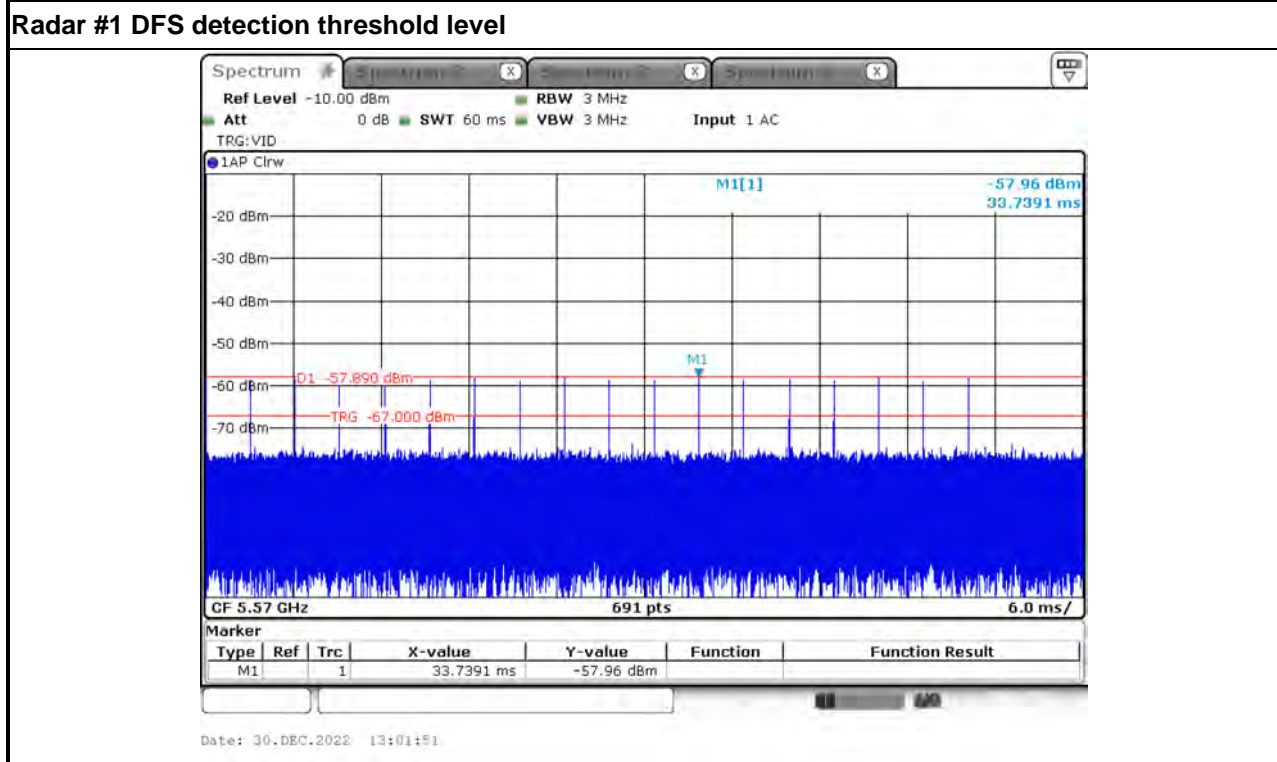 Radar #1 DFS detection threshold level
Spectrum
Ref Level -10.00 dBm RBW 3 MHz
Att 0 dB SWT 60 ms VBW 3 MHz Input 1 AC
TRG:VID
1AP Clrw
M1[1] -57.96 dBm
33.7391 ms
-20 dBm
-30 dBm
-40 dBm
-50 dBm
M1
D1 -57.890 dBm
-60 dBm
TRG -67.000 dBm
-70 dBm
CF 5.57 GHz 691 pts 6.0 ms/
Marker
Type Ref Trc X-value Y-value Function Function Result
M1 1 33.7391 ms -57.96 dBm
Date: 30.DEC.2022 13:01:51